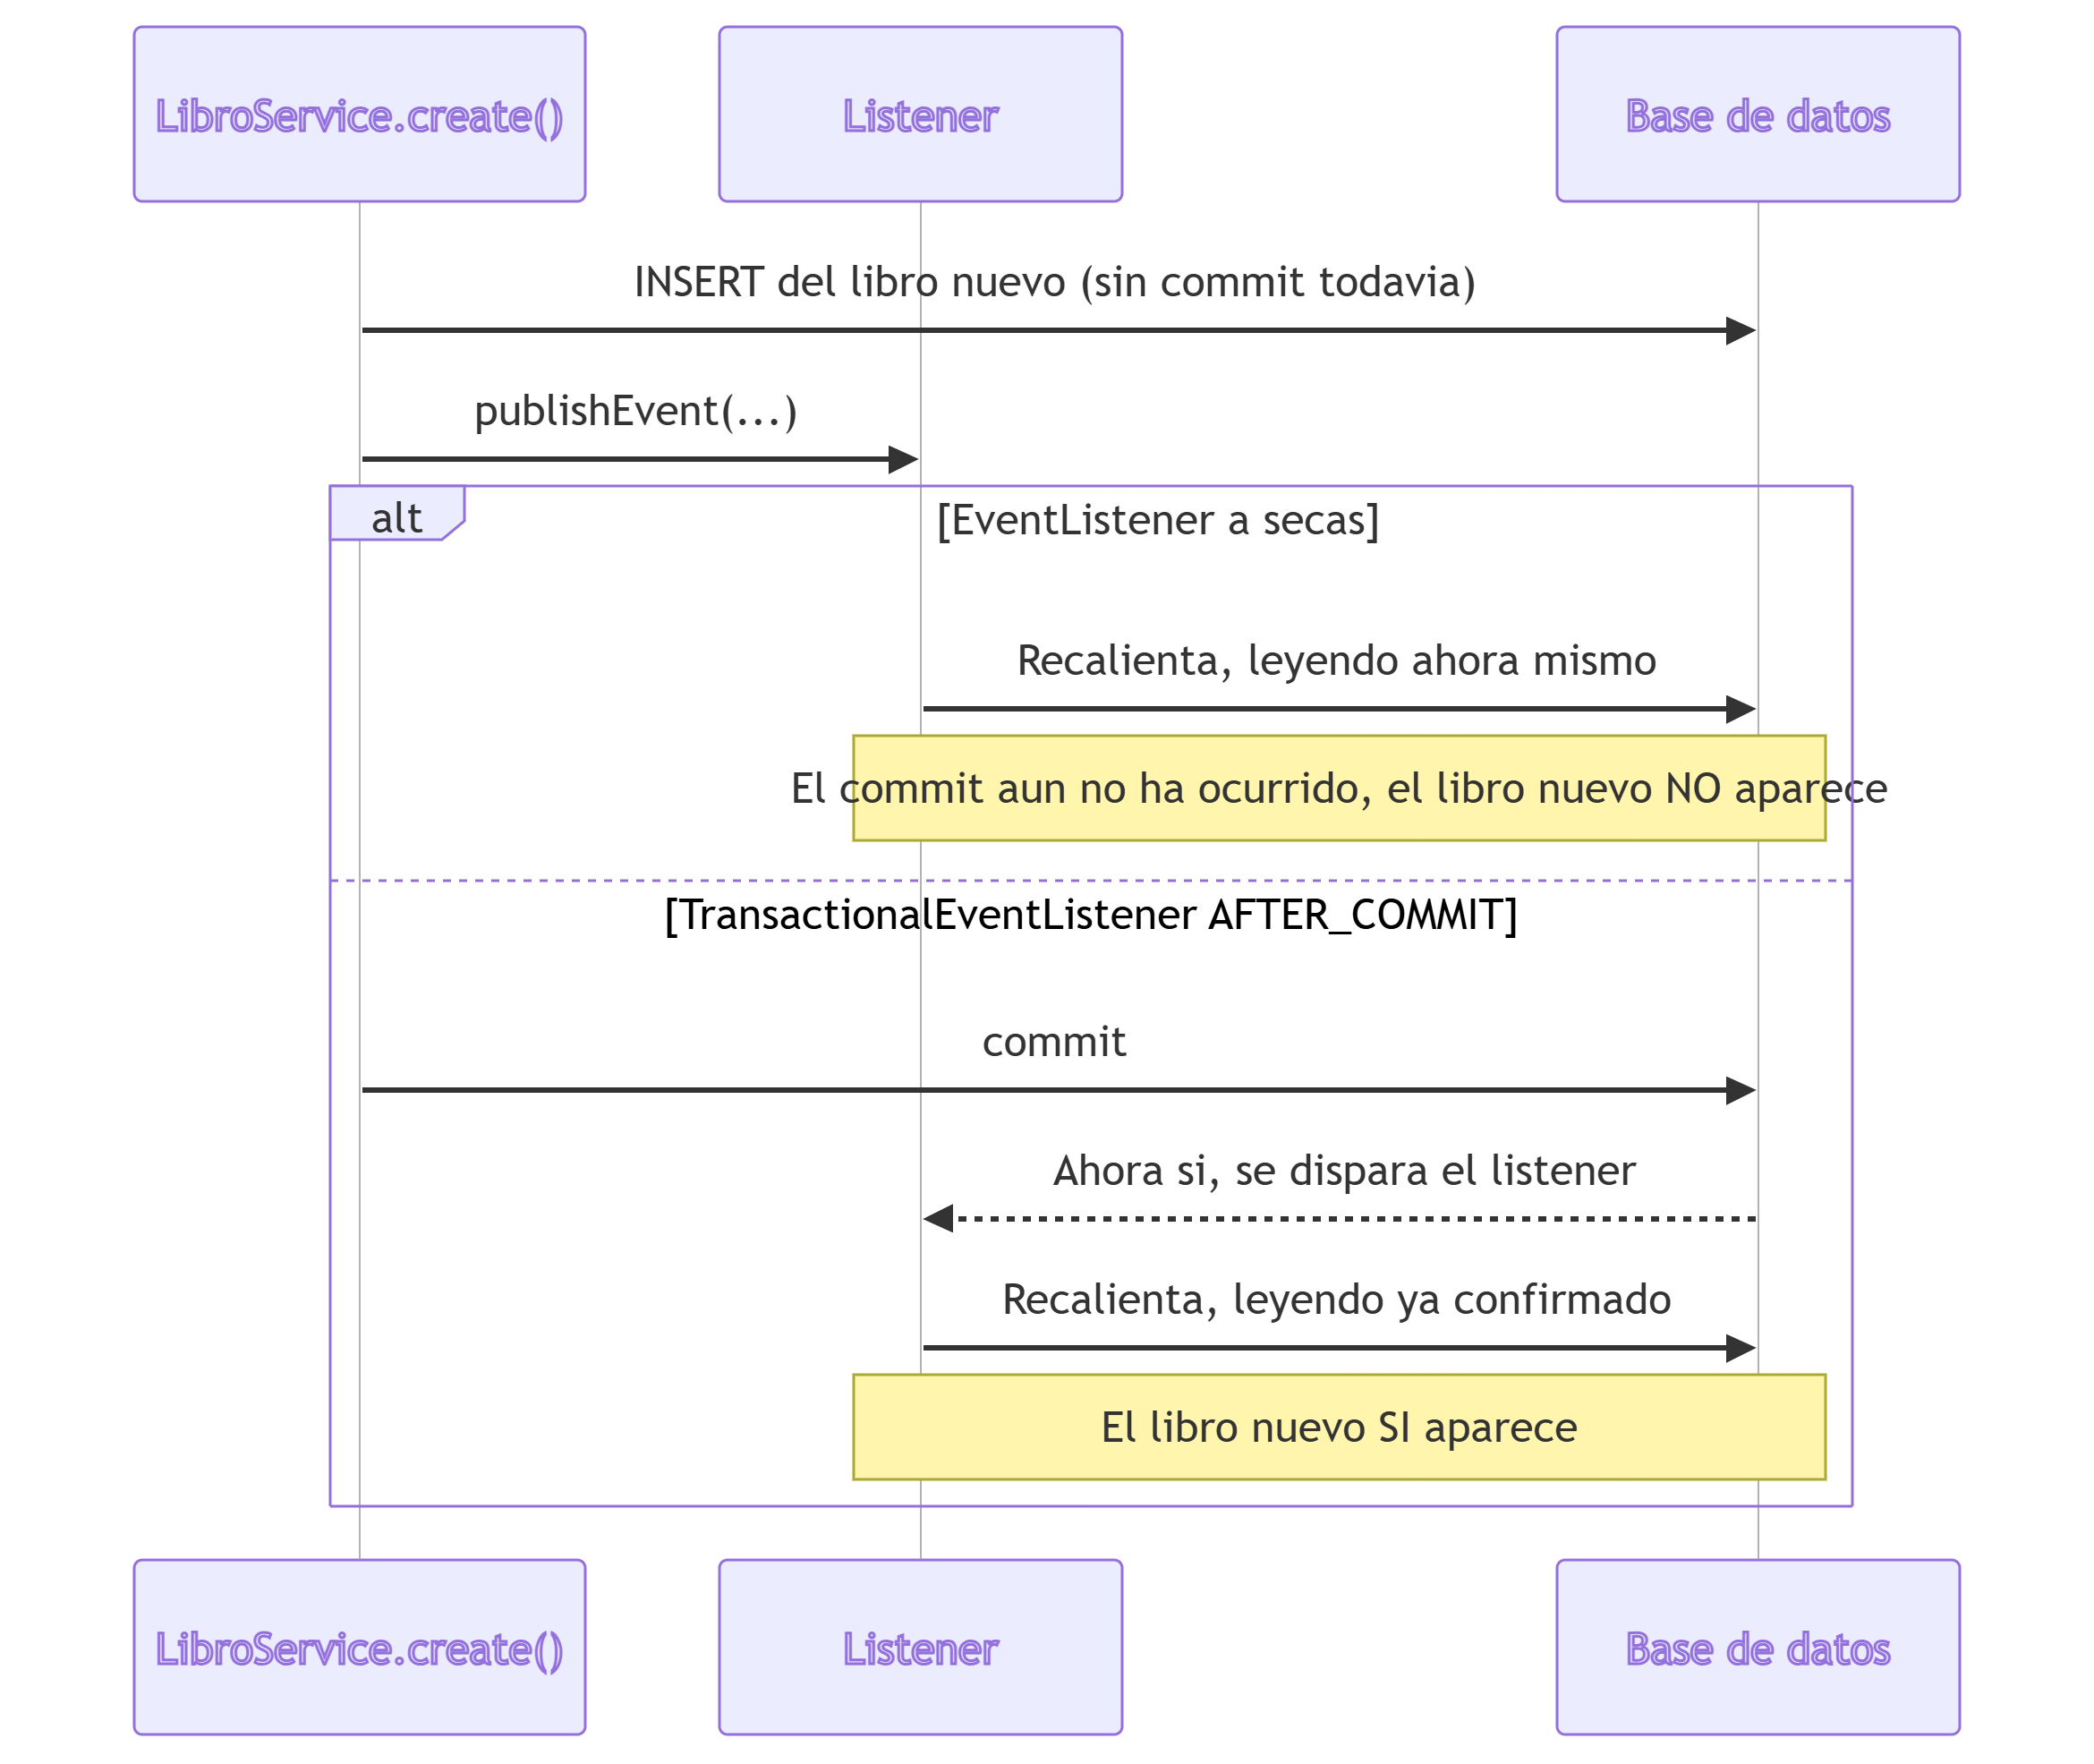 LibroService.create()
Listener
Base de datos
INSERT del libro nuevo (sin commit todavia)
publishEvent(...)
alt
[EventListener a secas]
Recalienta, leyendo ahora mismo
El commit aun no ha ocurrido, el libro nuevo NO aparece
[TransactionalEventListener AFTER_COMMIT]
commit
Ahora si, se dispara el listener
Recalienta, leyendo ya confirmado
El libro nuevo SI aparece
LibroService.create()
Listener
Base de datos